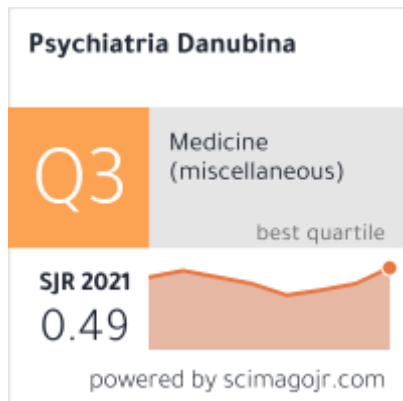 Psychiatria Danubina
Q3
Medicine
(miscellaneous)
best quartile
SJR 2021
0.49
powered by scimagojr.com